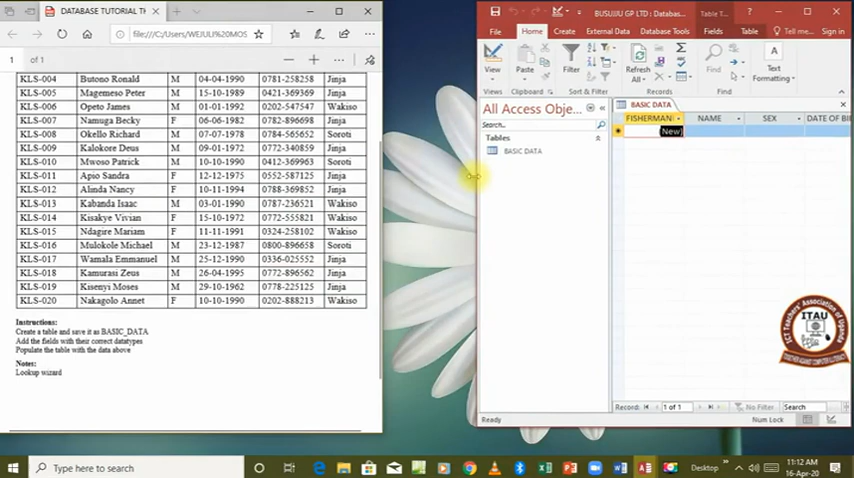 DATABASE TUTORIAL TH
file:///C:/Users/WEJULI%20MOS
1 of 1
KLS-004 Butono Ronald M 04-04-1990 0781-258258 Jinja
KLS-005 Magemeso Peter M 15-10-1989 0421-369369 Jinja
KLS-006 Opeto James M 01-01-1992 0202-547547 Wakiso
KLS-007 Namuga Becky F 06-06-1982 0782-896698 Jinja
KLS-008 Okello Richard M 07-07-1978 0784-565652 Soroti
KLS-009 Kalokore Deus M 09-01-1972 0772-340859 Jinja
KLS-010 Mwoso Patrick M 10-10-1990 0412-369963 Soroti
KLS-011 Apio Sandra F 12-12-1975 0552-587125 Jinja
KLS-012 Alinda Nancy F 10-11-1994 0788-369852 Jinja
KLS-013 Kabanda Isaac M 03-01-1990 0787-236521 Wakiso
KLS-014 Kisakye Vivian F 15-10-1972 0772-555821 Wakiso
KLS-015 Ndagire Mariam F 11-11-1991 0324-258102 Wakiso
KLS-016 Mulokole Michael M 23-12-1987 0800-896658 Soroti
KLS-017 Wamala Emmanuel M 25-12-1990 0336-025552 Jinja
KLS-018 Kamurasi Zeus M 26-04-1995 0772-896562 Jinja
KLS-019 Kisenyi Moses M 29-10-1962 0778-225125 Jinja
KLS-020 Nakagolo Annet F 10-10-1990 0202-888213 Wakiso
Instructions:
Create a table and save it as BASIC_DATA
Add the fields with their correct datatypes
Populate the table with the data above
Notes:
Lookup wizard
BUSUJJU GP LTD : Databas... Table T...
File Home Create External Data Database Tools Fields Table Tell me Sign in
View Paste Filter Refresh All Find Text Formatting
Views Clipboard Sort & Filter Records Find
All Access Obje...
Search...
Tables
BASIC DATA
BASIC DATA
FISHERMAN NAME SEX DATE OF BI
(New)
Record: 1 of 1 No Filter Search
Ready Num Lock
ICT Teachers' Association of Uganda
ITAU
TOGETHER AGAINST COMPUTER ILLITERACY
Type here to search
Desktop
11:12 AM
16-Apr-20